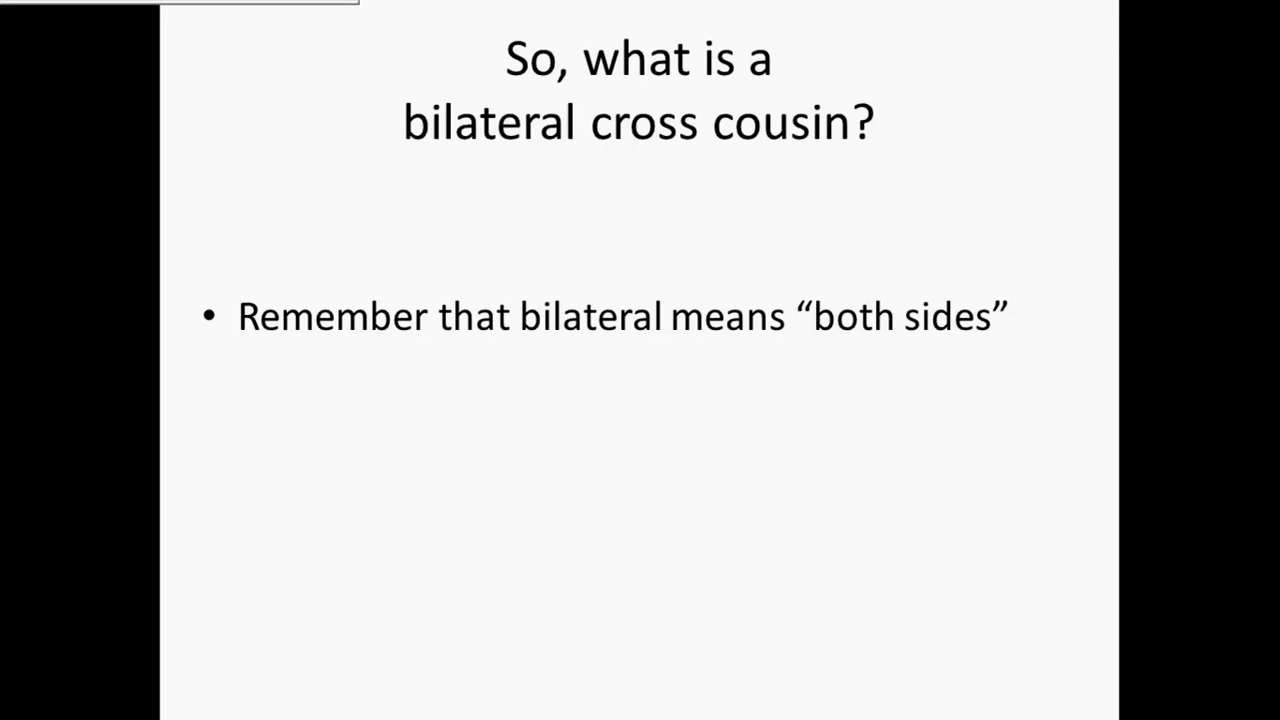 So, what is a
bilateral cross cousin?
• Remember that bilateral means “both sides”